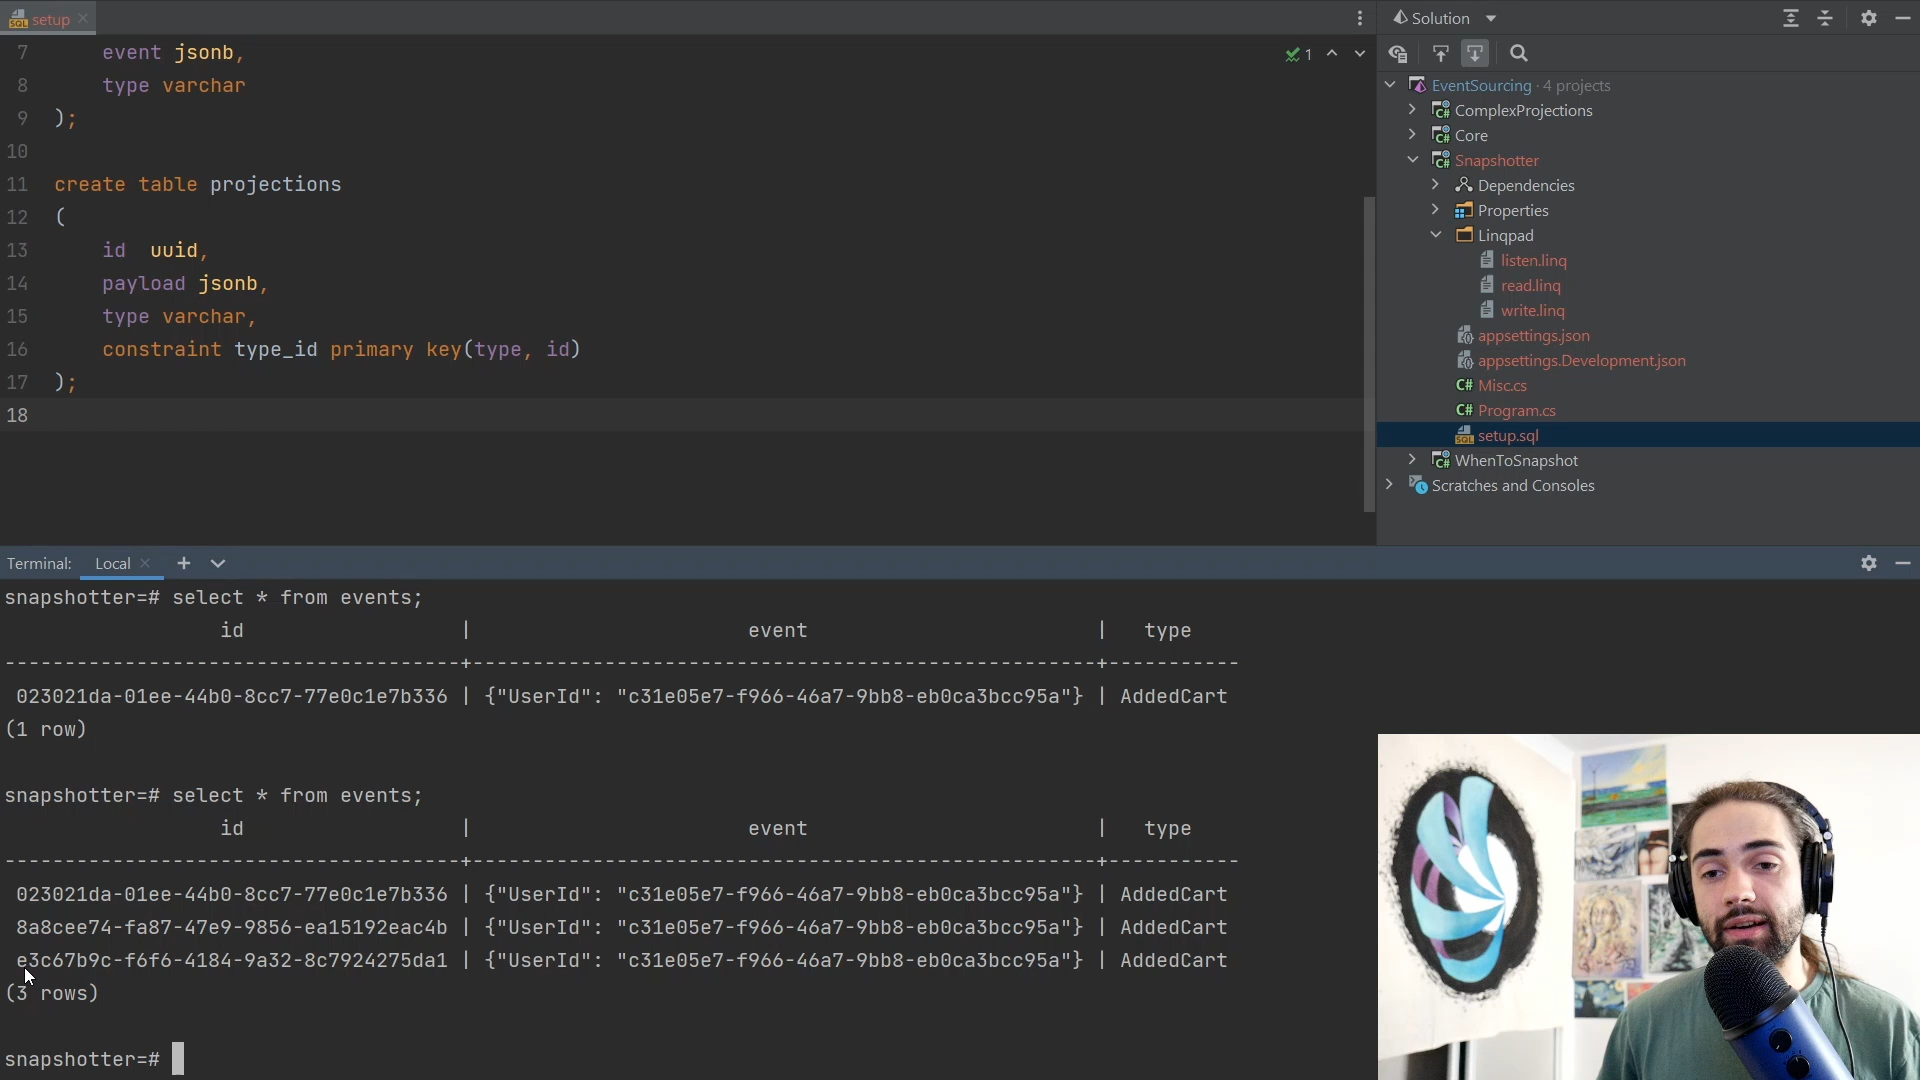 setup
7 event jsonb,
8 type varchar
9 );
10
11 create table projections
12 (
13 id  uuid,
14 payload jsonb,
15 type varchar,
16 constraint type_id primary key(type, id)
17 );
18
1
Solution
EventSourcing · 4 projects
ComplexProjections
Core
Snapshotter
Dependencies
Properties
Linqpad
listen.linq
read.linq
write.linq
appsettings.json
appsettings.Development.json
C# Misc.cs
C# Program.cs
SQL setup.sql
WhenToSnapshot
Scratches and Consoles
Terminal: Local
snapshotter=# select * from events;
id | event | type
--------------------------------------+----------------------------------------------------+-----------
023021da-01ee-44b0-8cc7-77e0c1e7b336 | {"UserId": "c31e05e7-f966-46a7-9bb8-eb0ca3bcc95a"} | AddedCart
(1 row)
snapshotter=# select * from events;
id | event | type
--------------------------------------+----------------------------------------------------+-----------
023021da-01ee-44b0-8cc7-77e0c1e7b336 | {"UserId": "c31e05e7-f966-46a7-9bb8-eb0ca3bcc95a"} | AddedCart
8a8cee74-fa87-47e9-9856-ea15192eac4b | {"UserId": "c31e05e7-f966-46a7-9bb8-eb0ca3bcc95a"} | AddedCart
e3c67b9c-f6f6-4184-9a32-8c7924275da1 | {"UserId": "c31e05e7-f966-46a7-9bb8-eb0ca3bcc95a"} | AddedCart
(3 rows)
snapshotter=#